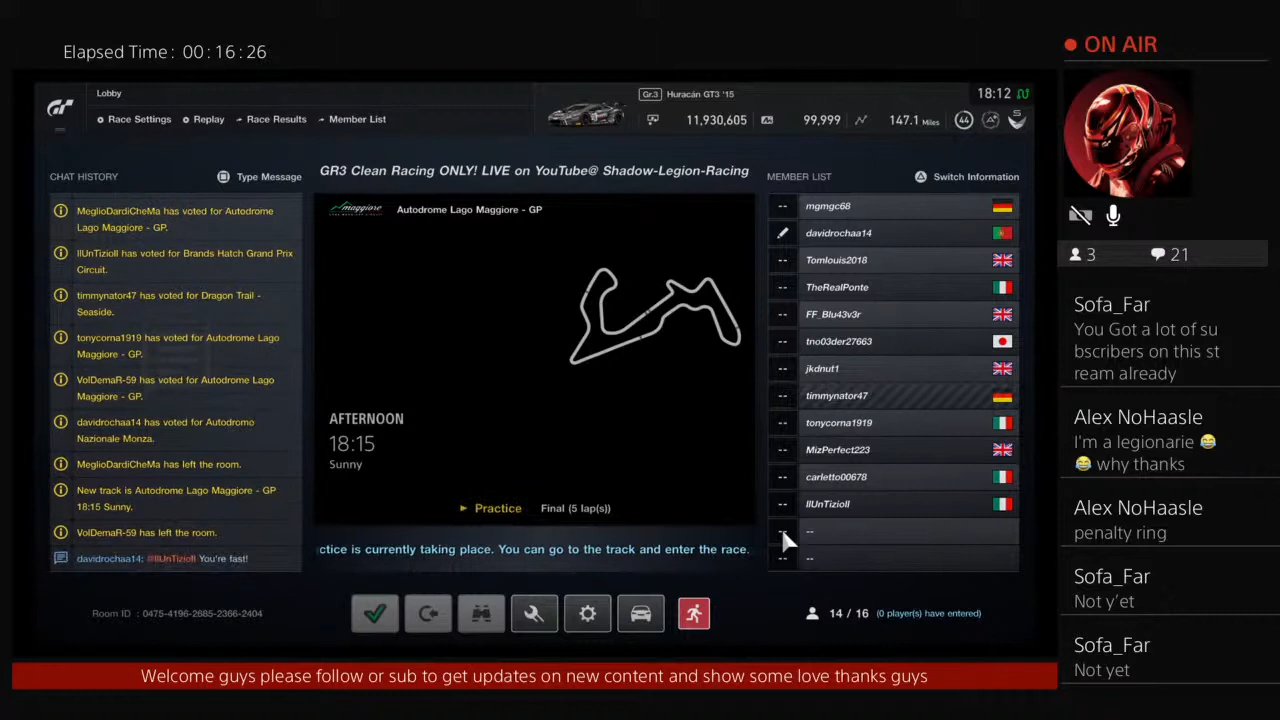 Elapsed Time: 00:16:26
ON AIR
GT
Lobby
Race Settings
Replay
Race Results
Member List
Gr.3 Huracán GT3 '15
11,930,605
99,999
147.1 Miles
44
A+
S
18:12
CHAT HISTORY
Type Message
MeglioDardiCheMa has voted for Autodrome
Lago Maggiore - GP.
IlUnTizioII has voted for Brands Hatch Grand Prix
Circuit.
timmynator47 has voted for Dragon Trail -
Seaside.
tonycorna1919 has voted for Autodrome Lago
Maggiore - GP.
VolDemaR-59 has voted for Autodrome Lago
Maggiore - GP.
davidrochaa14 has voted for Autodromo
Nazionale Monza.
MeglioDardiCheMa has left the room.
New track is Autodrome Lago Maggiore - GP
18:15 Sunny.
VolDemaR-59 has left the room.
davidrochaa14: @IlUnTizioII You're fast!
Room ID : 0475-4196-2685-2366-2404
GR3 Clean Racing ONLY! LIVE on YouTube@ Shadow-Legion-Racing
maggiore
Autodrome Lago Maggiore - GP
AFTERNOON
18:15
Sunny
Practice
Final (5 lap(s))
ctice is currently taking place. You can go to the track and enter the race.
MEMBER LIST
Switch Information
-- mgmgc68
davidrochaa14
-- Tomlouis2018
-- TheRealPonte
-- FF_Blu43v3r
-- tno03der27663
-- jkdnut1
-- timmynator47
-- tonycorna1919
-- MizPerfect223
-- carletto00678
-- IlUnTizioII
-- --
-- --
14 / 16 (0 player(s) have entered)
3
21
Sofa_Far
You Got a lot of su
bscribers on this st
ream already
Alex NoHaasle
I'm a legionarie 😂
😂 why thanks
Alex NoHaasle
penalty ring
Sofa_Far
Not y'et
Sofa_Far
Not yet
Welcome guys please follow or sub to get updates on new content and show some love thanks guys